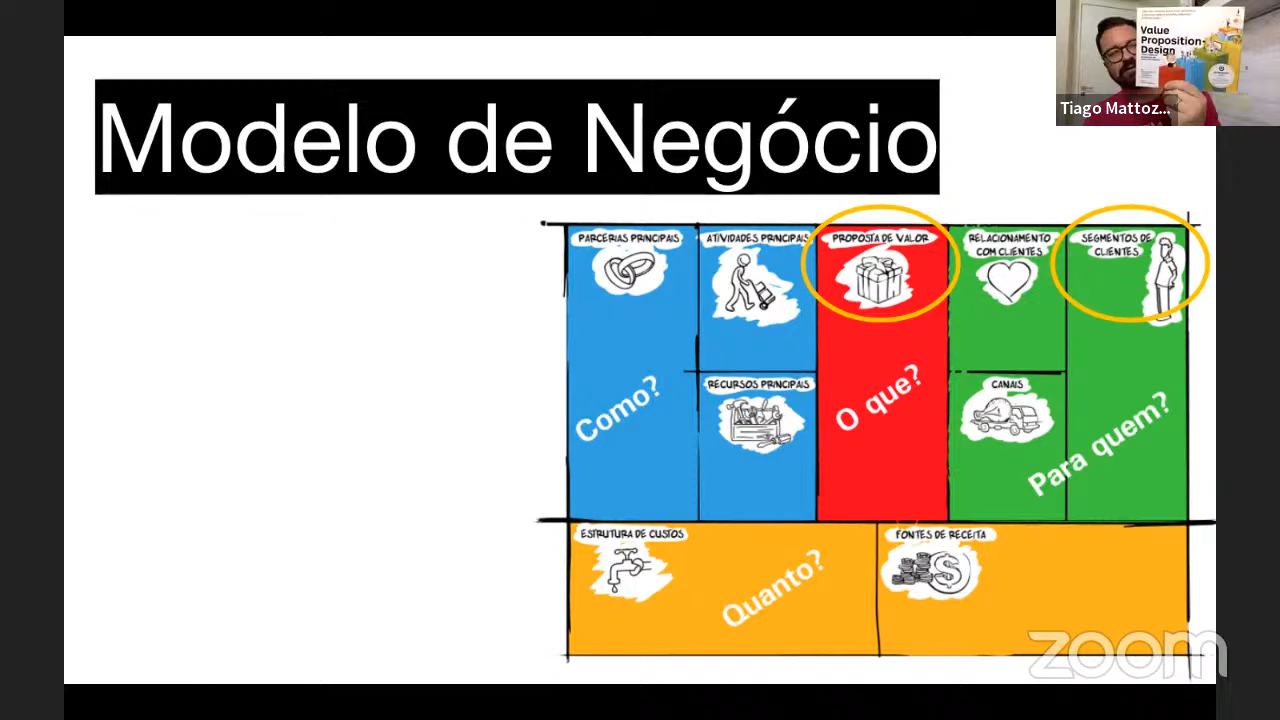 Value
Proposition
Design
Tiago Mattoz...
Modelo de Negócio
PARCERIAS PRINCIPAIS
ATIVIDADES PRINCIPAIS
PROPOSTA DE VALOR
RELACIONAMENTO
COM CLIENTES
SEGMENTOS DE
CLIENTES
Como?
RECURSOS PRINCIPAIS
O que?
CANAIS
Para quem?
ESTRUTURA DE CUSTOS
Quanto?
FONTES DE RECEITA
$
zoom